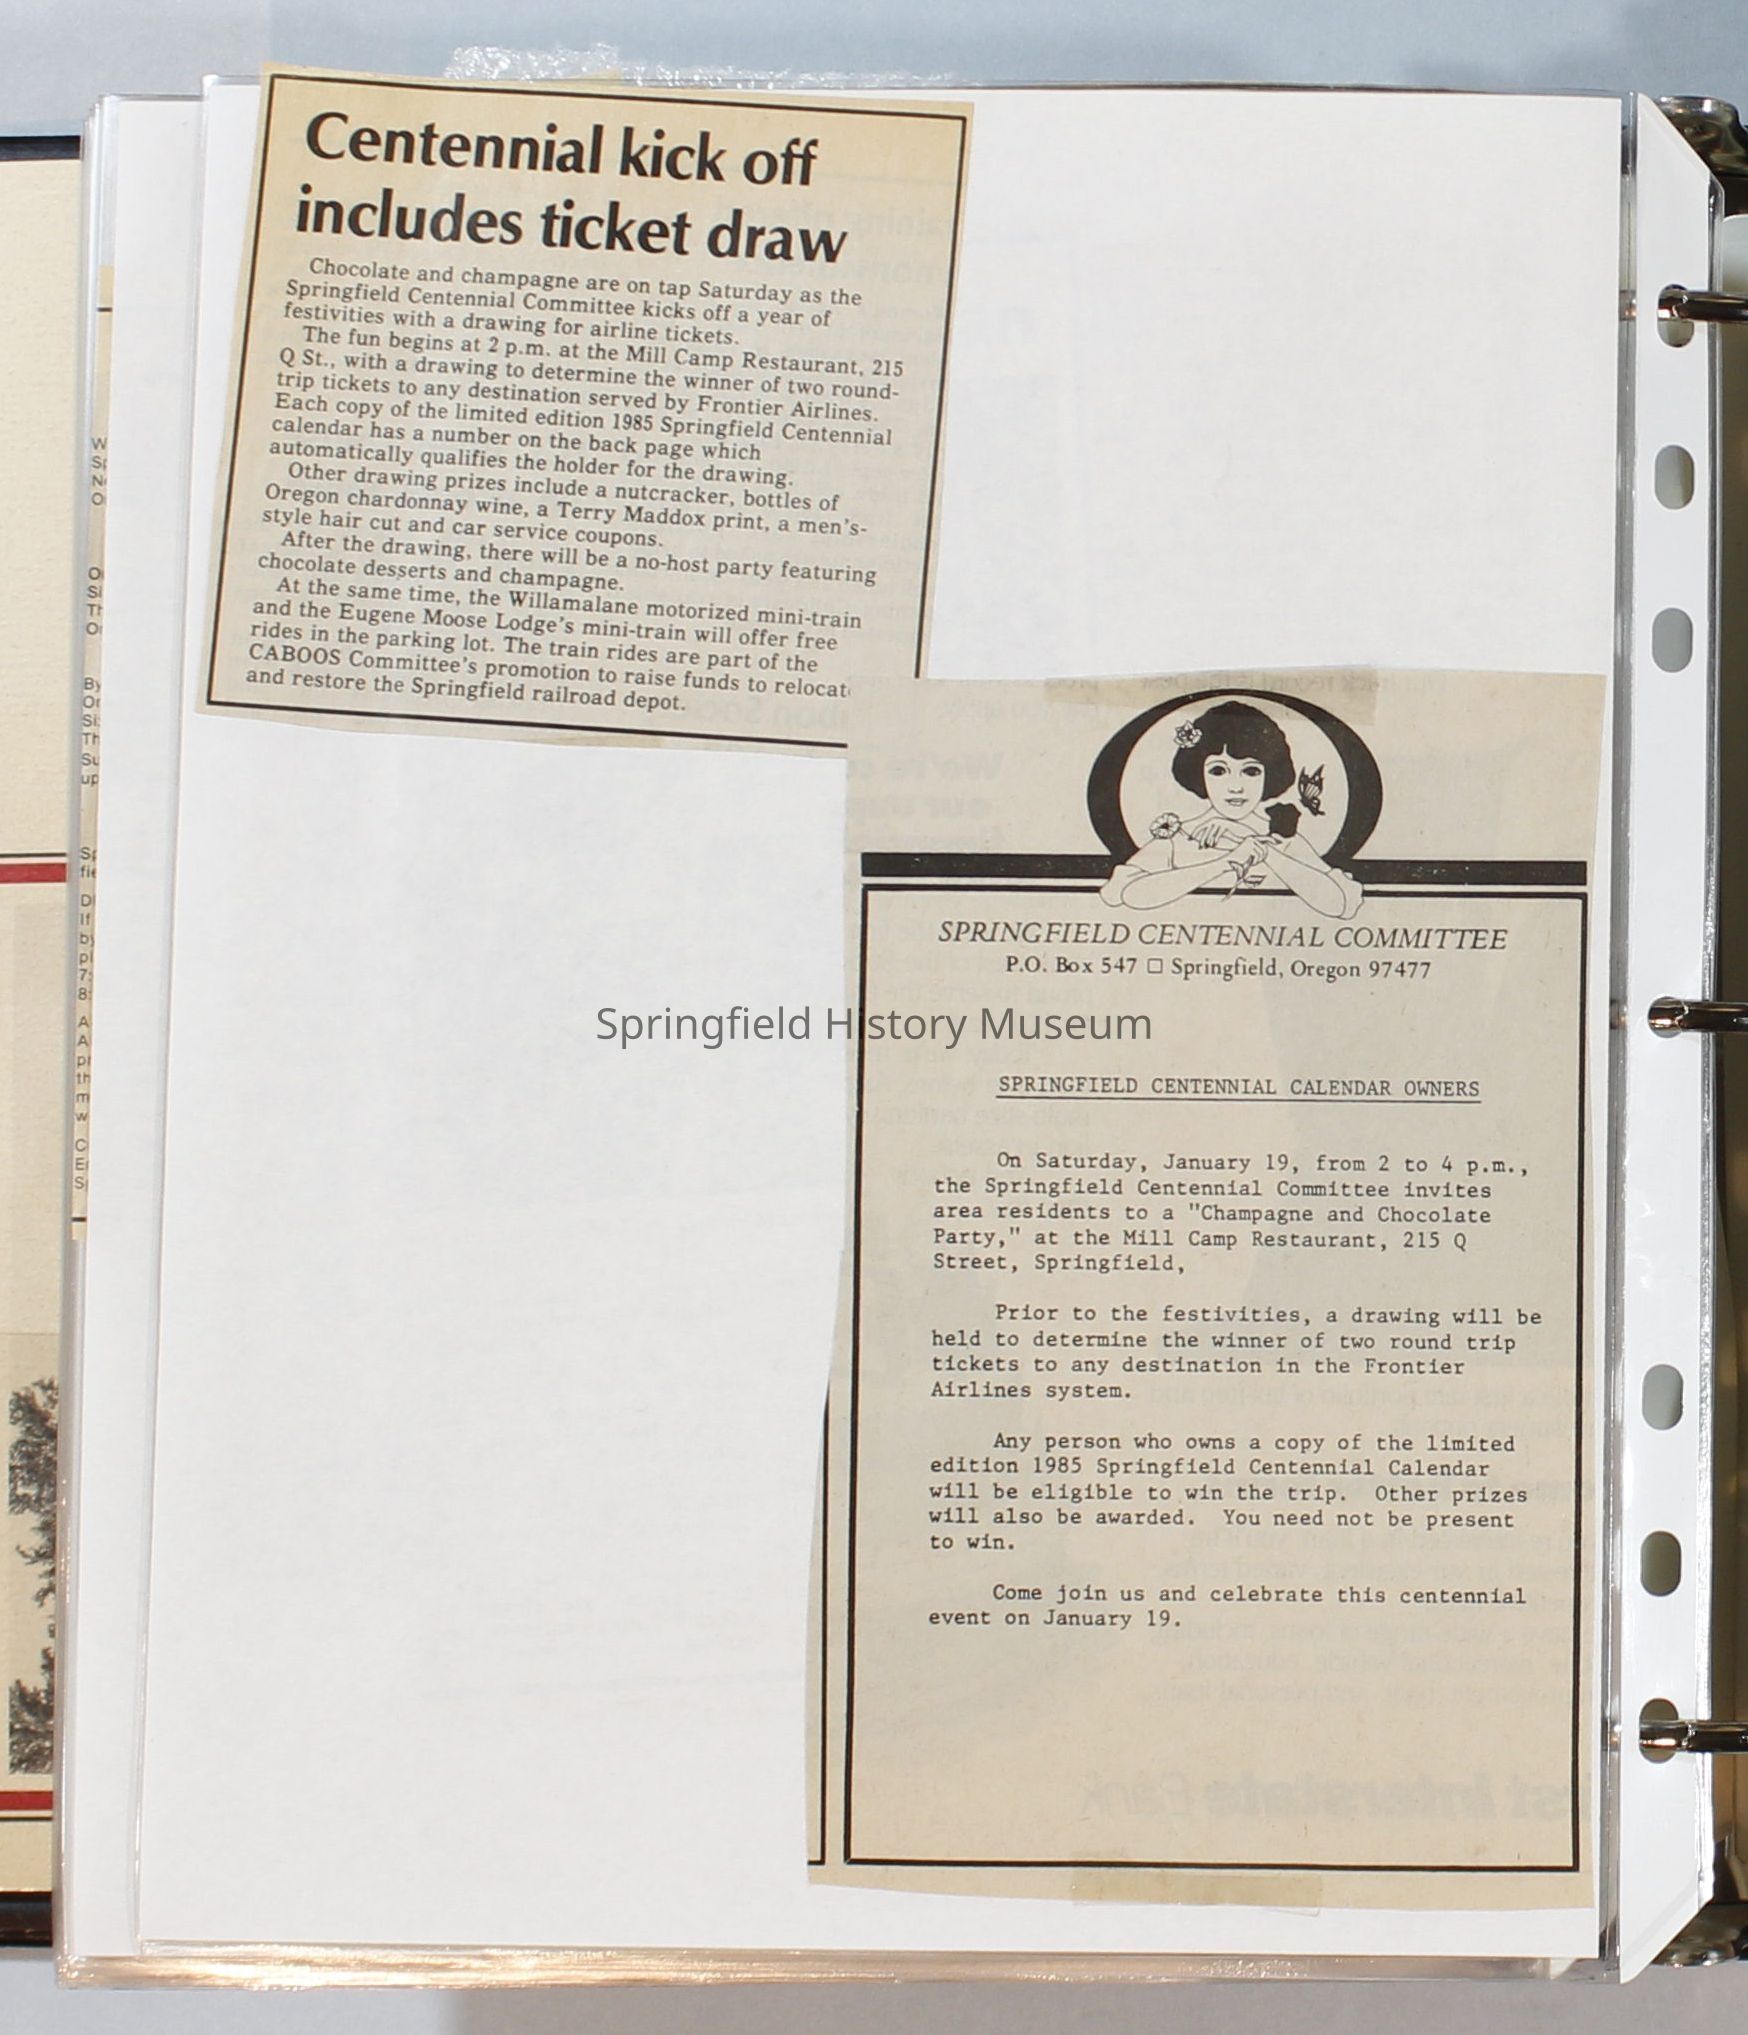 Centennial kick off
includes ticket draw
Chocolate and champagne are on tap Saturday as the
Springfield Centennial Committee kicks off a year of
festivities with a drawing for airline tickets.
The fun begins at 2 p.m. at the Mill Camp Restaurant, 215
Q St., with a drawing to determine the winner of two round-
trip tickets to any destination served by Frontier Airlines.
Each copy of the limited edition 1985 Springfield Centennial
calendar has a number on the back page which
automatically qualifies the holder for the drawing.
Other drawing prizes include a nutcracker, bottles of
Oregon chardonnay wine, a Terry Maddox print, a men's-
style hair cut and car service coupons.
After the drawing, there will be a no-host party featuring
chocolate desserts and champagne.
At the same time, the Willamalane motorized mini-train
and the Eugene Moose Lodge's mini-train will offer free
rides in the parking lot. The train rides are part of the
CABOOS Committee's promotion to raise funds to relocat
and restore the Springfield railroad depot.
SPRINGFIELD CENTENNIAL COMMITTEE
P.O. Box 547 □ Springfield, Oregon 97477
Springfield History Museum
SPRINGFIELD CENTENNIAL CALENDAR OWNERS
On Saturday, January 19, from 2 to 4 p.m.,
the Springfield Centennial Committee invites
area residents to a "Champagne and Chocolate
Party," at the Mill Camp Restaurant, 215 Q
Street, Springfield,
Prior to the festivities, a drawing will be
held to determine the winner of two round trip
tickets to any destination in the Frontier
Airlines system.
Any person who owns a copy of the limited
edition 1985 Springfield Centennial Calendar
will be eligible to win the trip. Other prizes
will also be awarded. You need not be present
to win.
Come join us and celebrate this centennial
event on January 19.